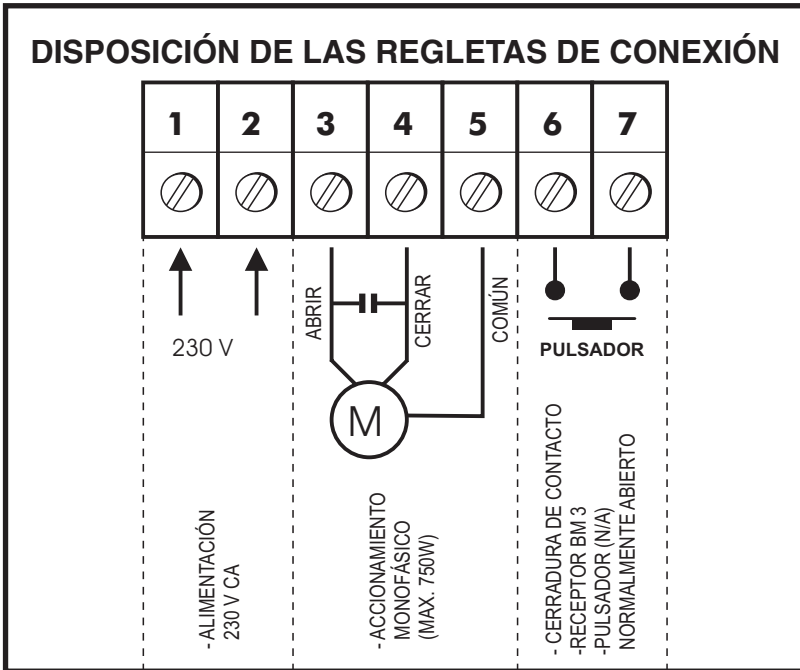 DISPOSICIÓN DE LAS REGLETAS DE CONEXIÓN
1 2 3 4 5 6 7
230 V
ABRIR
CERRAR
COMÚN
M
PULSADOR
- ALIMENTACIÓN
230 V CA
- ACCIONAMIENTO
MONOFÁSICO
(MAX. 750W)
- CERRADURA DE CONTACTO
-RECEPTOR BM 3
-PULSADOR (N/A)
NORMALMENTE ABIERTO